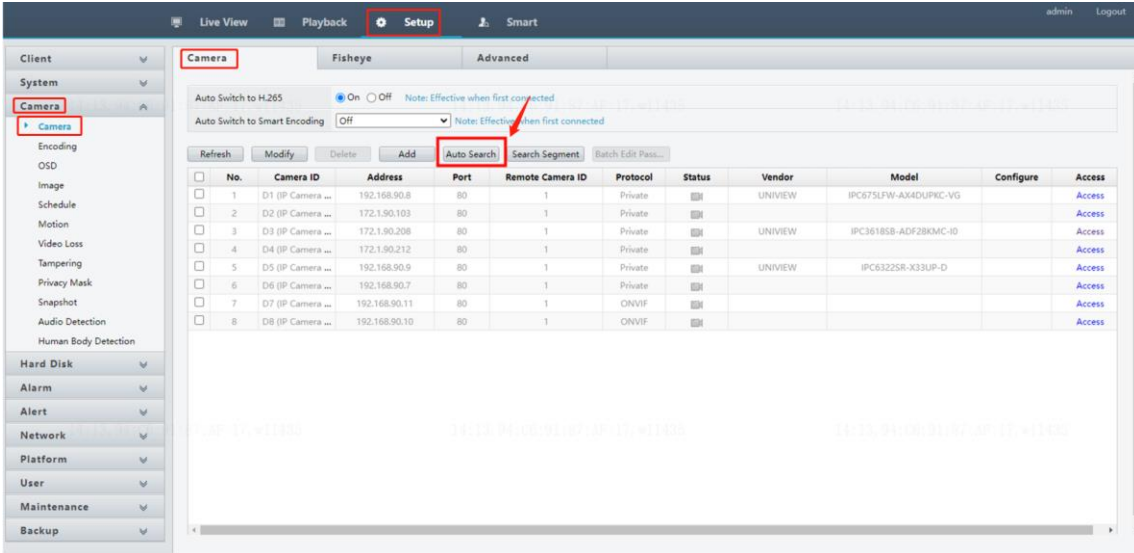 admin Logout
Live View Playback Setup Smart
Client Camera Fisheye Advanced
System
Camera
Camera
Encoding
OSD
Image
Schedule
Motion
Video Loss
Tampering
Privacy Mask
Snapshot
Audio Detection
Human Body Detection
Hard Disk
Alarm
Alert
Network
Platform
User
Maintenance
Backup
Auto Switch to H.265 On Off Note: Effective when first connected
Auto Switch to Smart Encoding Off Note: Effective when first connected
Refresh Modify Delete Add Auto Search Search Segment Batch Edit Pass...
No. Camera ID Address Port Remote Camera ID Protocol Status Vendor Model Configure Access
1 D1 (IP Camera ... 192.168.90.8 80 1 Private UNIVIEW IPC675LFW-AX4DUPKC-VG Access
2 D2 (IP Camera ... 172.1.90.103 80 1 Private Access
3 D3 (IP Camera ... 172.1.90.208 80 1 Private UNIVIEW IPC3618SB-ADF28KMC-I0 Access
4 D4 (IP Camera ... 172.1.90.212 80 1 Private Access
5 D5 (IP Camera ... 192.168.90.9 80 1 Private UNIVIEW IPC6322SR-X33UP-D Access
6 D6 (IP Camera ... 192.168.90.7 80 1 Private Access
7 D7 (IP Camera ... 192.168.90.11 80 1 ONVIF Access
8 D8 (IP Camera ... 192.168.90.10 80 1 ONVIF Access